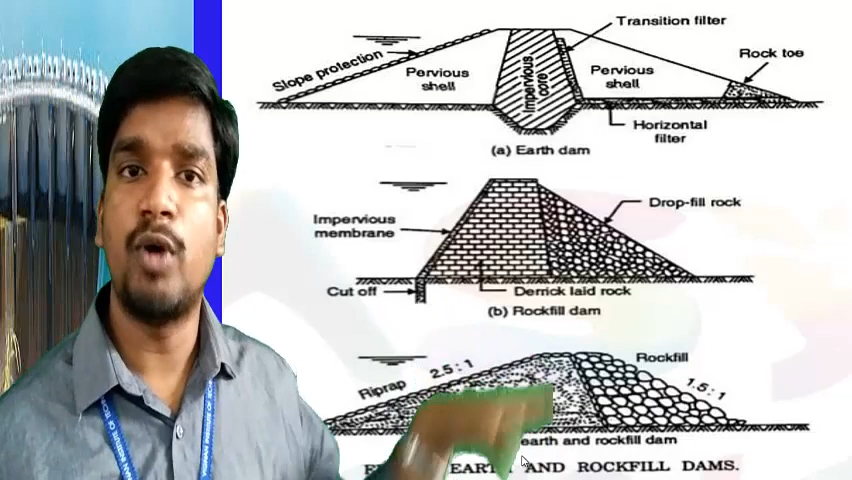 Transition filter
Rock toe
Slope protection
Pervious
shell
Impervious
core
Pervious
shell
Horizontal
filter
(a) Earth dam
Drop-fill rock
Impervious
membrane
Cut off
Derrick laid rock
(b) Rockfill dam
Riprap 2.5 : 1
Rockfill
1.5 : 1
earth and rockfill dam
AND ROCKFILL DAMS.